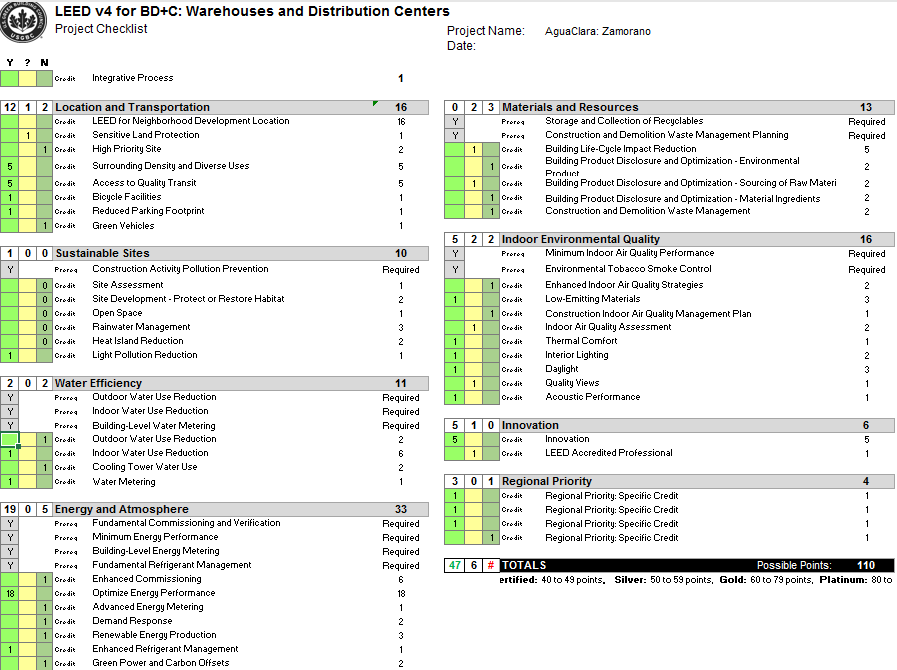 LEED v4 for BD+C: Warehouses and Distribution Centers
Project Checklist
Project Name: AguaClara: Zamorano
Date:
Y ? N
Credit Integrative Process 1
12 1 2 Location and Transportation 16
Credit LEED for Neighborhood Development Location 16
1 Credit Sensitive Land Protection 1
1 Credit High Priority Site 2
5 Credit Surrounding Density and Diverse Uses 5
5 Credit Access to Quality Transit 5
1 Credit Bicycle Facilities 1
1 Credit Reduced Parking Footprint 1
1 Credit Green Vehicles 1
1 0 0 Sustainable Sites 10
Y Prereq Construction Activity Pollution Prevention Required
0 Credit Site Assessment 1
0 Credit Site Development - Protect or Restore Habitat 2
0 Credit Open Space 1
0 Credit Rainwater Management 3
0 Credit Heat Island Reduction 2
1 Credit Light Pollution Reduction 1
2 0 2 Water Efficiency 11
Y Prereq Outdoor Water Use Reduction Required
Y Prereq Indoor Water Use Reduction Required
Y Prereq Building-Level Water Metering Required
1 Credit Outdoor Water Use Reduction 2
1 Credit Indoor Water Use Reduction 6
1 Credit Cooling Tower Water Use 2
1 Credit Water Metering 1
19 0 5 Energy and Atmosphere 33
Y Prereq Fundamental Commissioning and Verification Required
Y Prereq Minimum Energy Performance Required
Y Prereq Building-Level Energy Metering Required
Y Prereq Fundamental Refrigerant Management Required
1 Credit Enhanced Commissioning 6
18 Credit Optimize Energy Performance 18
1 Credit Advanced Energy Metering 1
1 Credit Demand Response 2
1 Credit Renewable Energy Production 3
1 Credit Enhanced Refrigerant Management 1
1 Credit Green Power and Carbon Offsets 2
0 2 3 Materials and Resources 13
Y Prereq Storage and Collection of Recyclables Required
Y Prereq Construction and Demolition Waste Management Planning Required
1 Credit Building Life-Cycle Impact Reduction 5
1 Credit Building Product Disclosure and Optimization - Environmental 2
Product
1 Credit Building Product Disclosure and Optimization - Sourcing of Raw Materi 2
1 Credit Building Product Disclosure and Optimization - Material Ingredients 2
1 Credit Construction and Demolition Waste Management 2
5 2 2 Indoor Environmental Quality 16
Y Prereq Minimum Indoor Air Quality Performance Required
Y Prereq Environmental Tobacco Smoke Control Required
1 Credit Enhanced Indoor Air Quality Strategies 2
1 Credit Low-Emitting Materials 3
1 Credit Construction Indoor Air Quality Management Plan 1
1 Credit Indoor Air Quality Assessment 2
1 Credit Thermal Comfort 1
1 Credit Interior Lighting 2
1 Credit Daylight 3
1 Credit Quality Views 1
1 Credit Acoustic Performance 1
5 1 0 Innovation 6
5 Credit Innovation 5
1 Credit LEED Accredited Professional 1
3 0 1 Regional Priority 4
1 Credit Regional Priority: Specific Credit 1
1 Credit Regional Priority: Specific Credit 1
1 Credit Regional Priority: Specific Credit 1
1 Credit Regional Priority: Specific Credit 1
47 6 # TOTALS Possible Points: 110
ertified: 40 to 49 points, Silver: 50 to 59 points, Gold: 60 to 79 points, Platinum: 80 to